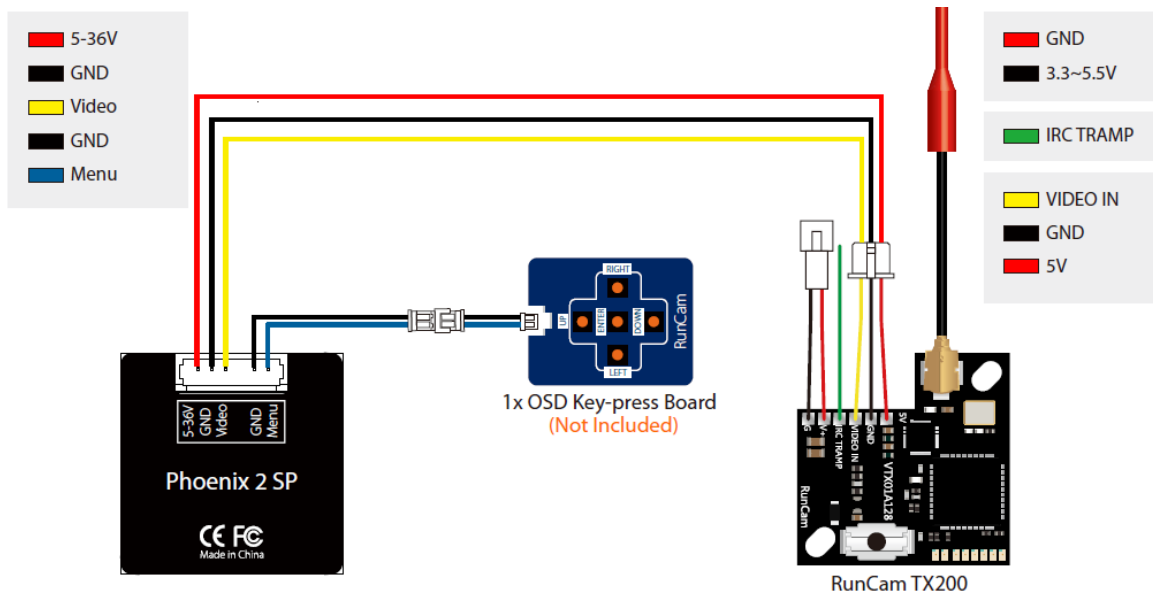 5-36V
GND
Video
GND
Menu
GND
3.3~5.5V
IRC TRAMP
VIDEO IN
GND
5V
RIGHT
UP
ENTER
DOWN
LEFT
RunCam
1x OSD Key-press Board
(Not Included)
5-36V
GND
Video
GND
Menu
Phoenix 2 SP
CE FC
Made in China
G
V+
IRC TRAMP
VIDEO IN
GND
5V
VTX01A128
RunCam
RunCam TX200